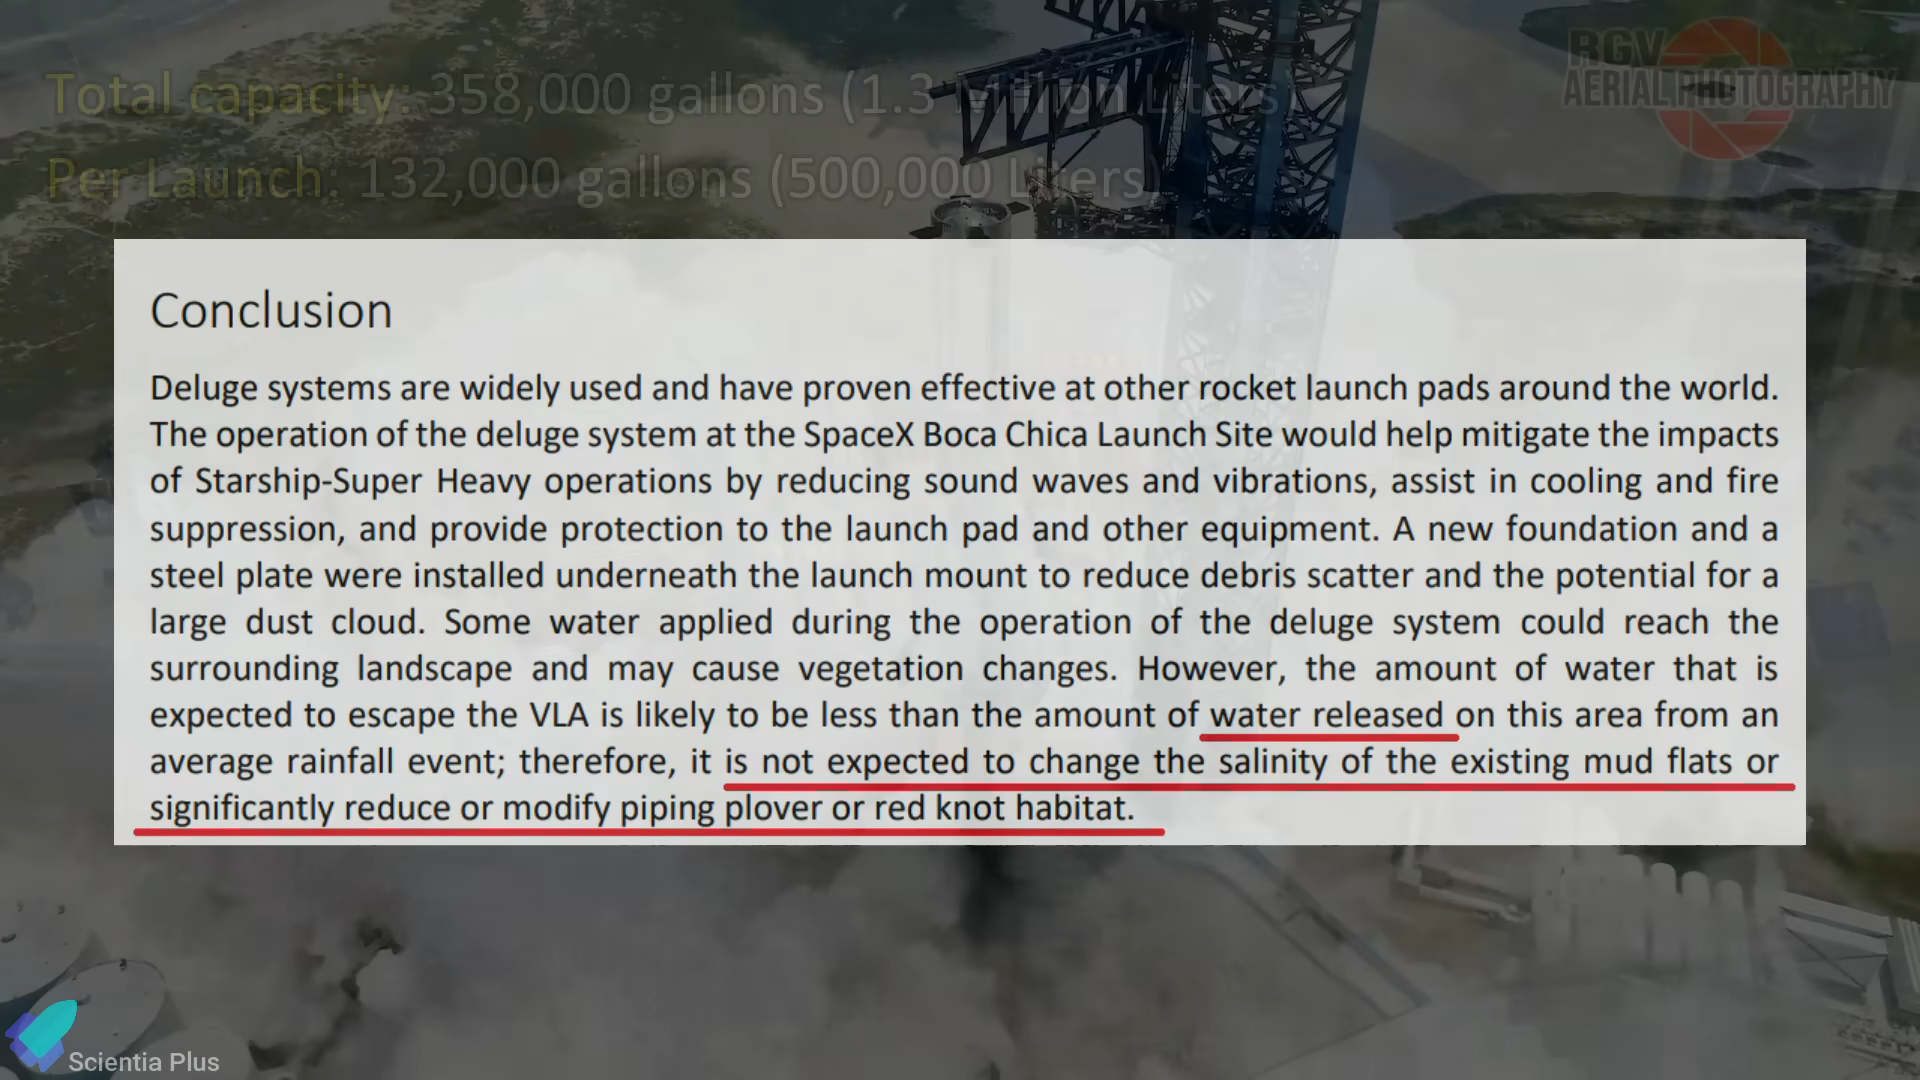 Total capacity: 358,000 gallons (1.3 Million Liters)
Per Launch: 132,000 gallons (500,000 Liters)
RGV
AERIAL PHOTOGRAPHY
Conclusion
Deluge systems are widely used and have proven effective at other rocket launch pads around the world.
The operation of the deluge system at the SpaceX Boca Chica Launch Site would help mitigate the impacts
of Starship-Super Heavy operations by reducing sound waves and vibrations, assist in cooling and fire
suppression, and provide protection to the launch pad and other equipment. A new foundation and a
steel plate were installed underneath the launch mount to reduce debris scatter and the potential for a
large dust cloud. Some water applied during the operation of the deluge system could reach the
surrounding landscape and may cause vegetation changes. However, the amount of water that is
expected to escape the VLA is likely to be less than the amount of water released on this area from an
average rainfall event; therefore, it is not expected to change the salinity of the existing mud flats or
significantly reduce or modify piping plover or red knot habitat.
Scientia Plus